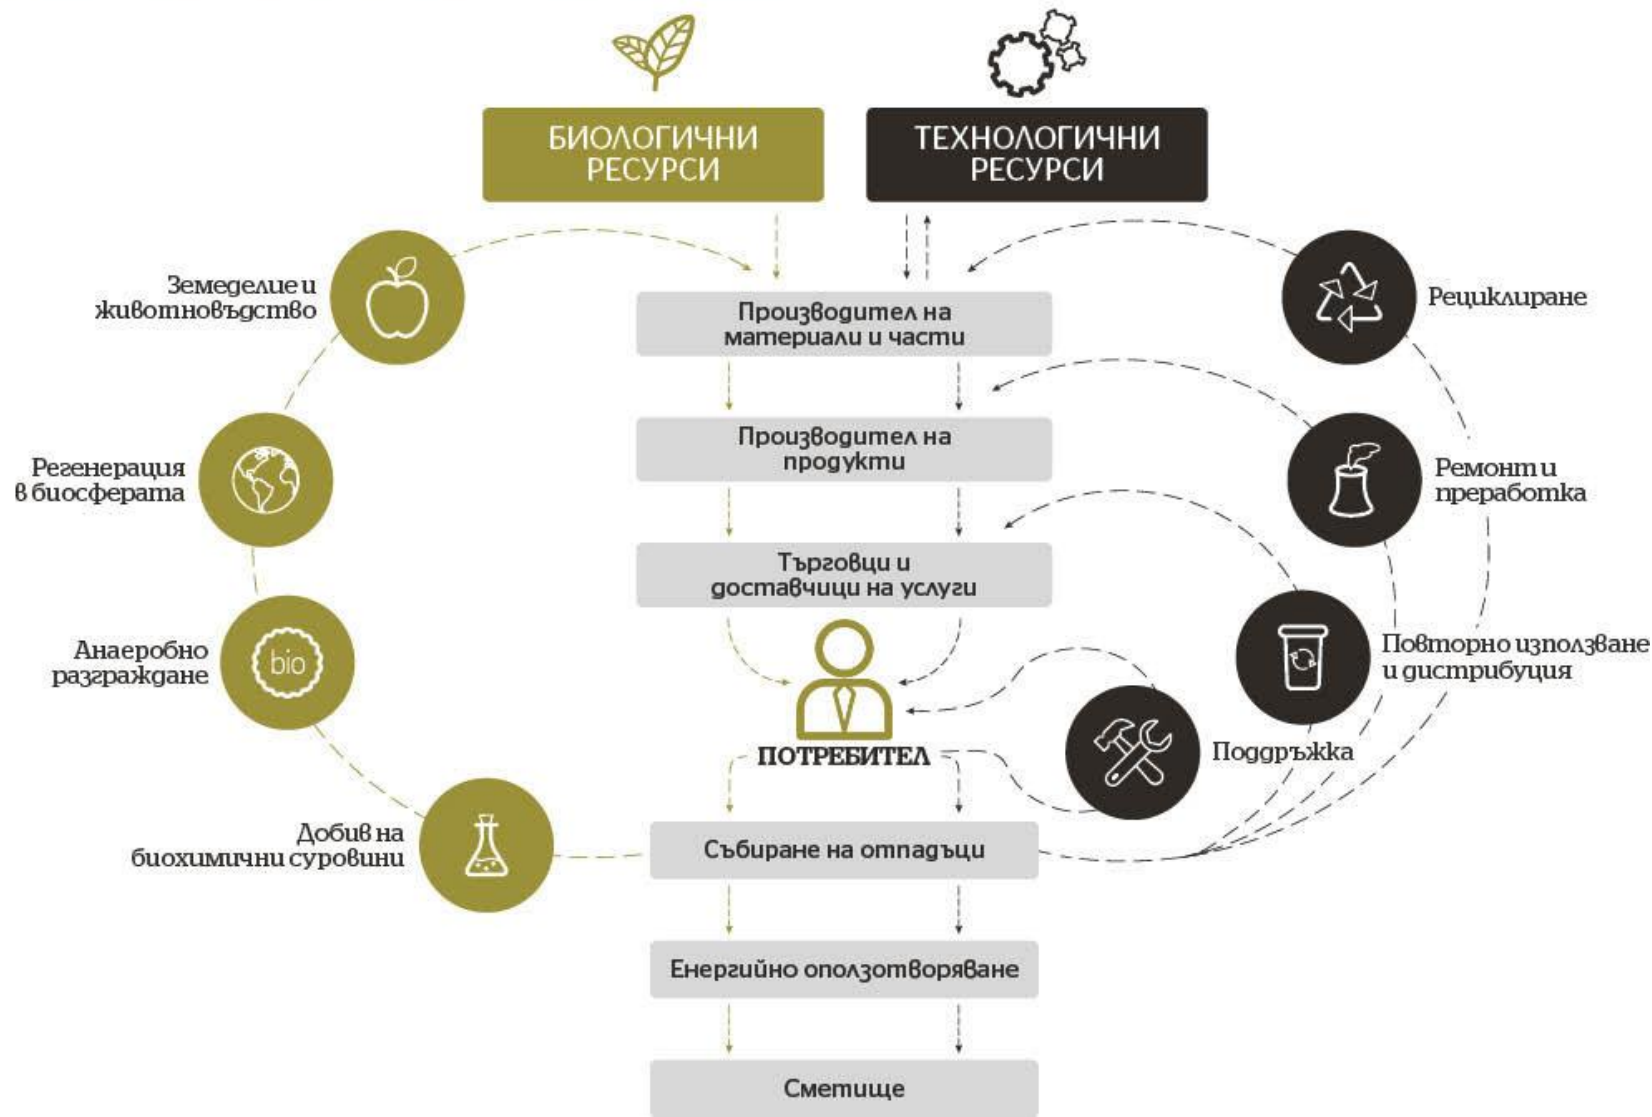 БИОЛОГИЧНИ
РЕСУРСИ
ТЕХНОЛОГИЧНИ
РЕСУРСИ
Земеделие и
животновъдство
Производител на
материали и части
Рециклиране
Регенерация
в биосферата
Производител на
продукти
Ремонт и
преработка
Търговци и
доставчици на услуги
Анаеробно
разграждане
bio
Повторно използване
и дистрибуция
ПОТРЕБИТЕЛ
Поддръжка
Добив на
биохимични суровини
Събиране на отпадъци
Енергийно оползотворяване
Сметище